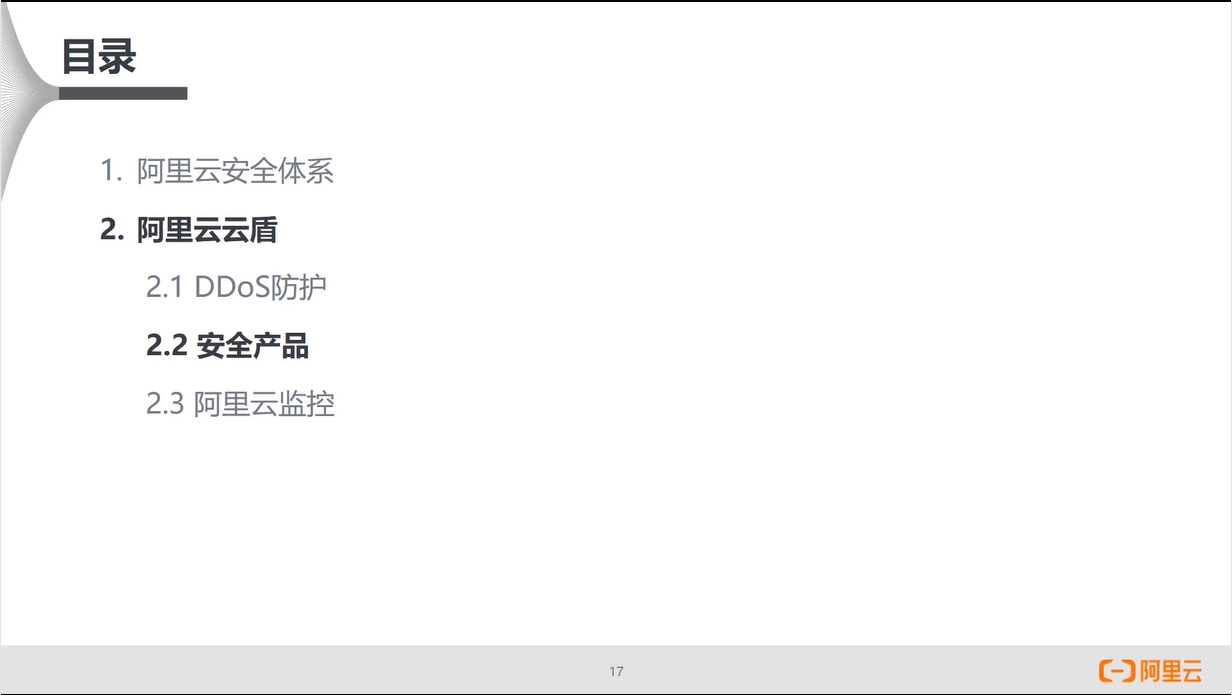 目录
1. 阿里云安全体系
2. 阿里云云盾
2.1 DDoS防护
2.2 安全产品
2.3 阿里云监控
17
阿里云